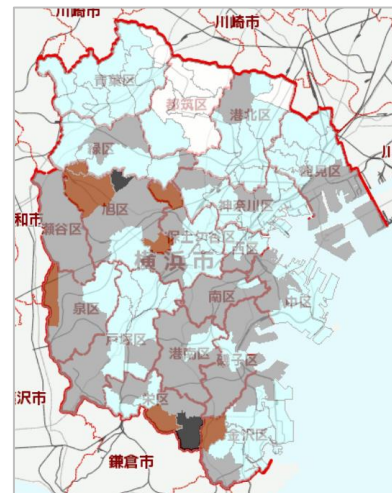 川崎市
川崎市
青葉区
都筑区
港北区
緑区
鶴見区
旭区
神奈川区
和市
瀬谷区
保土ケ谷区
西区
横浜市
泉区
南区
中区
戸塚区
港南区
磯子区
沢市
栄区
金沢区
鎌倉市